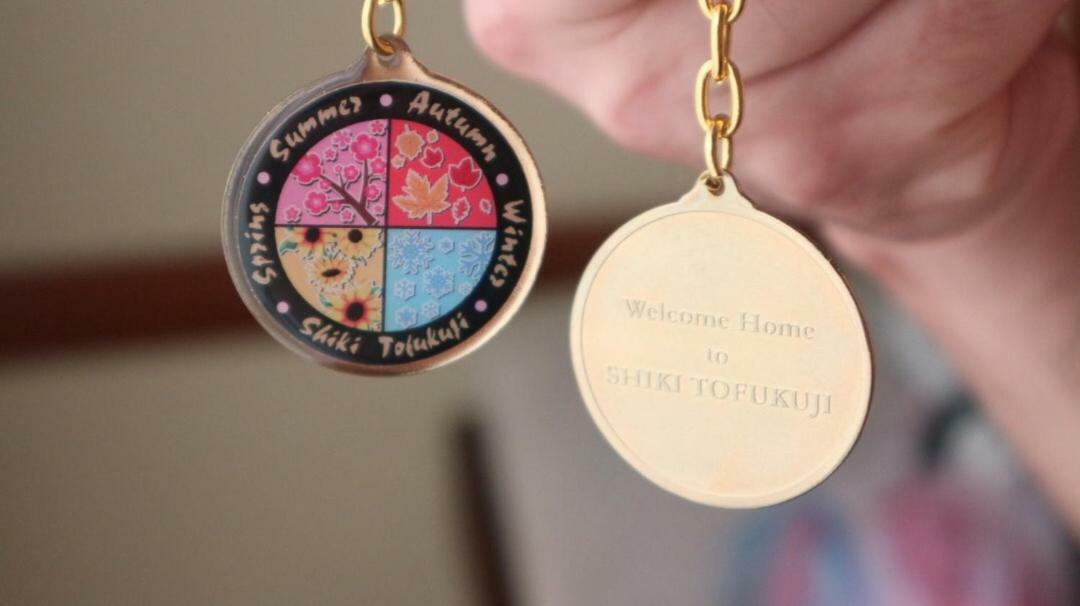 Spring
Summer
Autumn
Winter
Shiki Tofukuji
Welcome Home
to
SHIKI TOFUKUJI